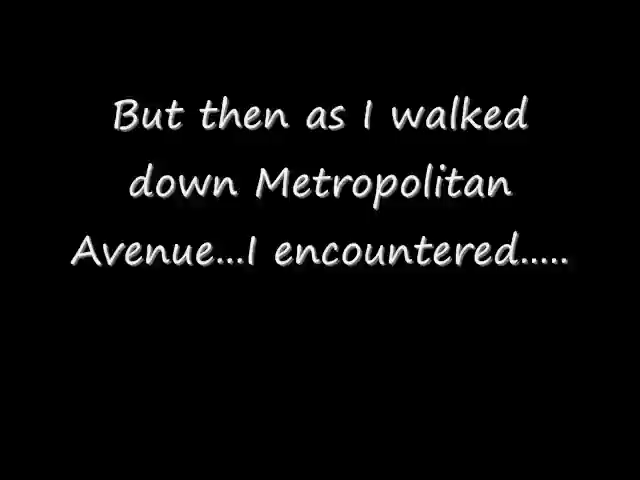 But then as I walked
down Metropolitan
Avenue...I encountered.....